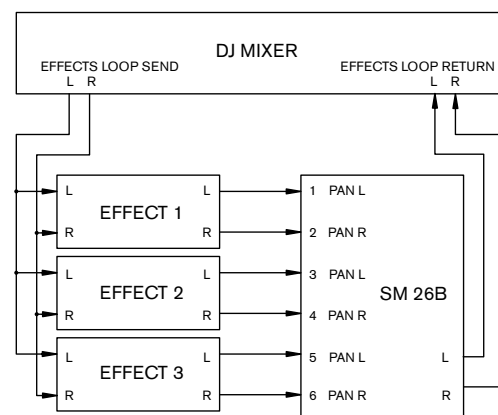 DJ MIXER
EFFECTS LOOP SEND
L R
EFFECTS LOOP RETURN
L R
L EFFECT 1 L
R R
1 PAN L
2 PAN R
L EFFECT 2 L
R R
3 PAN L
4 PAN R
SM 26B
L EFFECT 3 L
R R
5 PAN L
6 PAN R
L
R